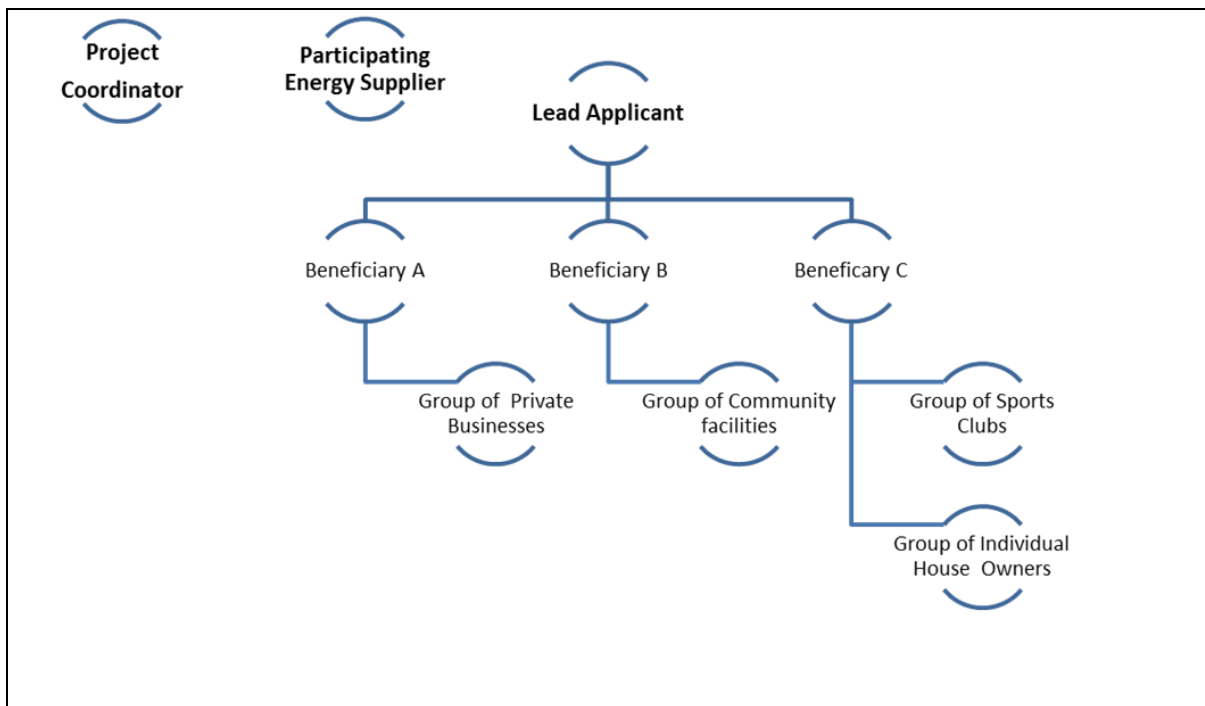 Project
Coordinator
Participating
Energy Supplier
Lead Applicant
Beneficiary A
Beneficiary B
Beneficary C
Group of Private
Businesses
Group of Community
facilities
Group of Sports
Clubs
Group of Individual
House Owners